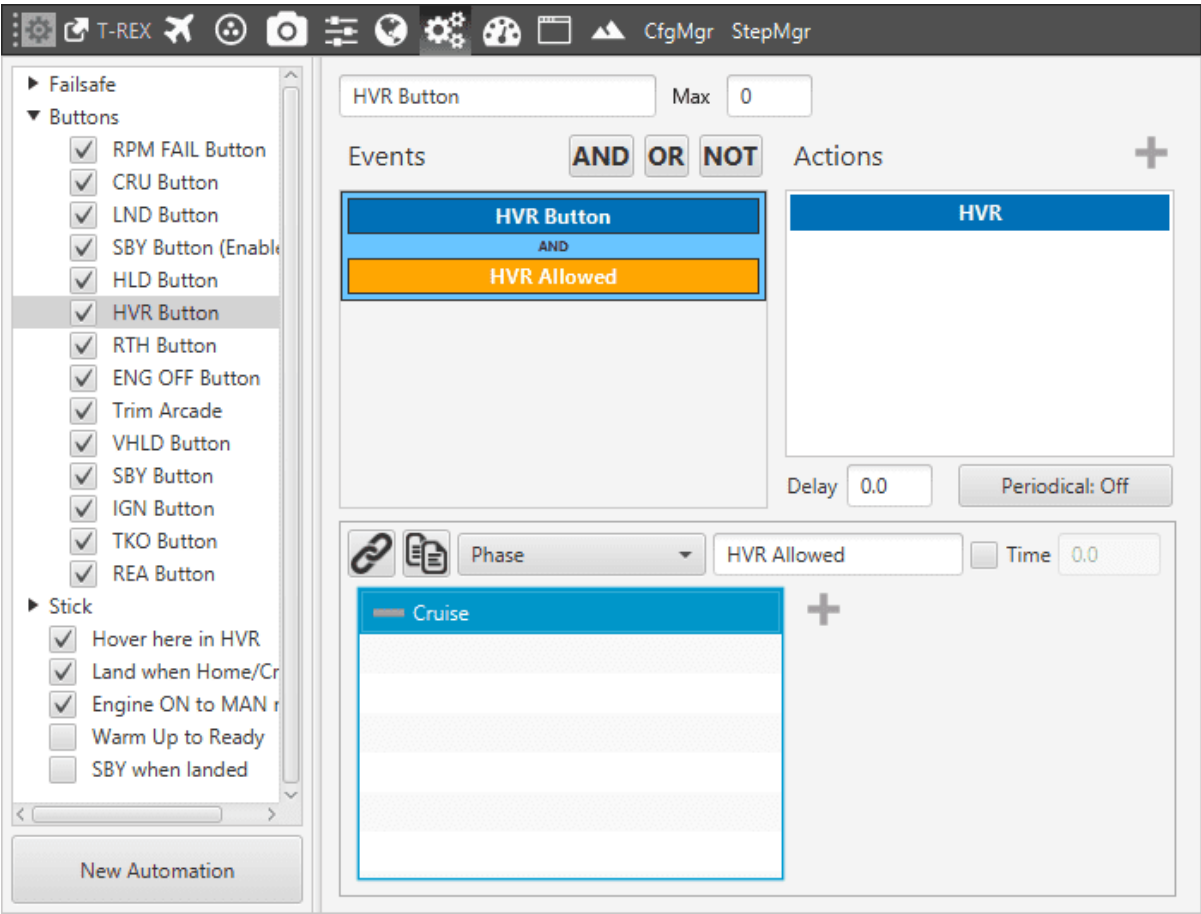 T-REX CfgMgr StepMgr
Failsafe
Buttons
RPM FAIL Button
CRU Button
LND Button
SBY Button (Enable
HLD Button
HVR Button
RTH Button
ENG OFF Button
Trim Arcade
VHLD Button
SBY Button
IGN Button
TKO Button
REA Button
Stick
Hover here in HVR
Land when Home/Cr
Engine ON to MAN r
Warm Up to Ready
SBY when landed
New Automation
HVR Button Max 0
Events AND OR NOT Actions
HVR Button
AND
HVR Allowed
HVR
Delay 0.0 Periodical: Off
Phase HVR Allowed Time 0.0
Cruise